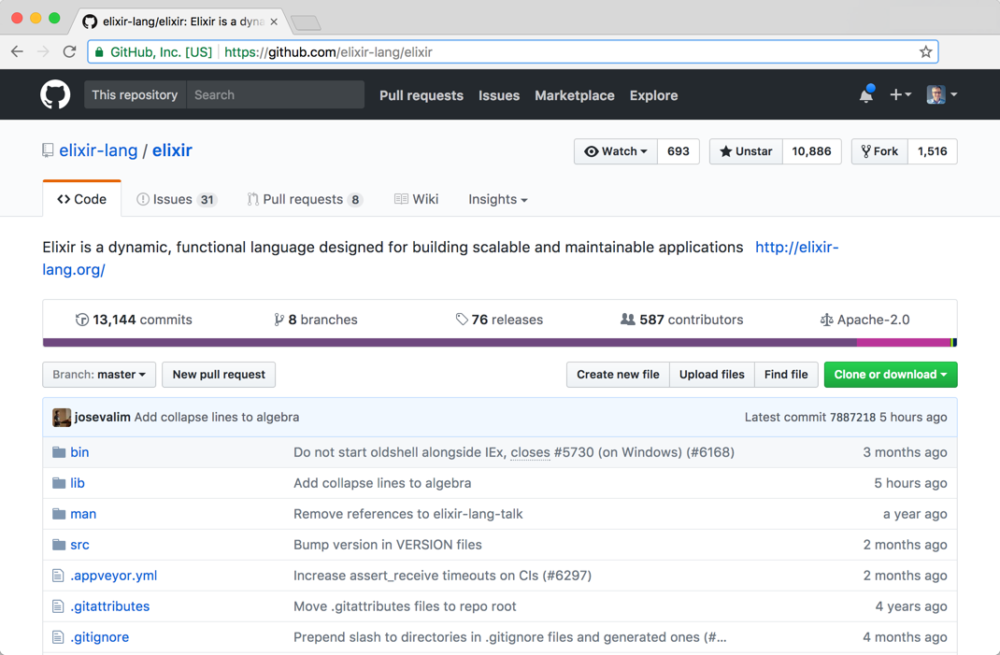 elixir-lang/elixir: Elixir is a dyna
GitHub, Inc. [US] https://github.com/elixir-lang/elixir
This repository Search Pull requests Issues Marketplace Explore
elixir-lang / elixir Watch 693 Unstar 10,886 Fork 1,516
Code Issues 31 Pull requests 8 Wiki Insights
Elixir is a dynamic, functional language designed for building scalable and maintainable applications http://elixir-
lang.org/
13,144 commits 8 branches 76 releases 587 contributors Apache-2.0
Branch: master New pull request Create new file Upload files Find file Clone or download
josevalim Add collapse lines to algebra Latest commit 7887218 5 hours ago
bin Do not start oldshell alongside IEx, closes #5730 (on Windows) (#6168) 3 months ago
lib Add collapse lines to algebra 5 hours ago
man Remove references to elixir-lang-talk a year ago
src Bump version in VERSION files 2 months ago
.appveyor.yml Increase assert_receive timeouts on CIs (#6297) 2 months ago
.gitattributes Move .gitattributes files to repo root 4 years ago
.gitignore Prepend slash to directories in .gitignore files and generated ones (#... 4 months ago